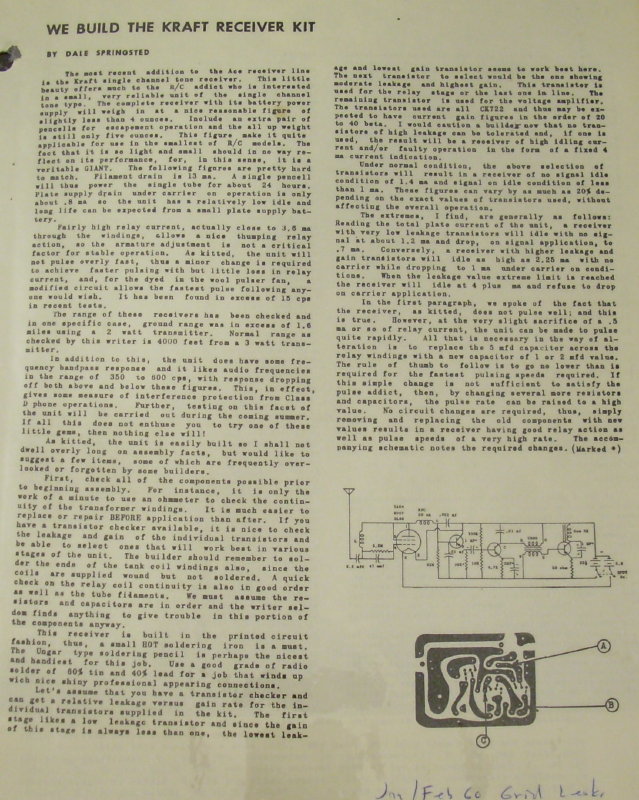 WE BUILD THE KRAFT RECEIVER KIT
BY DALE SPRINGSTED
The most recent addition to the Ace receiver line
is the Kraft single channel tone receiver. This little
beauty offers much to the R/C addict who is interested
in a small, very reliable unit of the single channel
tone type. The complete receiver with its battery power
supply will weigh in at a nice reasonable figure of
slightly less than 4 ounces. Include an extra pair of
pencells for escapement operation and the all up weight
is still only five ounces. This figure make it quite
applicable for use in the smallest of R/C models. The
fact that it is so light and small should in no way re-
flect on its performance, for, in this sense, it is a
veritable GIANT. The following figures are pretty hard
to match. Filament drain is 13 ma. A single pencell
will thus power the single tube for about 24 hours.
Plate supply drain under carrier on operation is only
about .8 ma so the unit has a relatively low idle and
long life can be expected from a small plate supply bat-
tery.
Fairly high relay current, actually close to 3.6 ma
through the windings, allows a nice thumping relay
action, so the armature adjustment is not a critical
factor for stable operation. As kitted, the unit will
not pulse overly fast, thus a minor change is required
to achieve faster pulsing with but little loss in relay
current, and, for the dyed in the wool pulser fan, a
modified circuit allows the fastest pulse following any-
one would wish. It has been found in excess of 15 cps
in recent tests.
The range of these receivers has been checked and
in one specific case, ground range was in excess of 1.6
miles using a 2 watt transmitter. Normal range as
checked by this writer is 4000 feet from a 3 watt trans-
mitter.
In addition to this, the unit does have some fre-
quency bandpass response and it likes audio frequencies
in the range of 350 to 600 cps, with response dropping
off both above and below these figures. This, in effect,
gives some measure of interference protection from Class
D phone operations. Further, testing on this facet of
the unit will be carried out during the coming summer.
If all this does not enthuse you to try one of these
little gems, then nothing else will!
As kitted, the unit is easily built so I shall not
dwell overly long on assembly facts, but would like to
suggest a few items, some of which are frequently over-
looked or forgotten by some builders.
First, check all of the components possible prior
to beginning assembly. For instance, it is only the
work of a minute to use an ohmmeter to check the contin-
uity of the transformer windings. It is much easier to
replace or repair BEFORE application than after. If you
have a transistor checker available, it is nice to check
the leakage and gain of the individual transistors and
be able to select ones that will work best in various
stages of the unit. The builder should remember to sol-
der the ends of the tank coil windings also, since the
coils are supplied wound but not soldered. A quick
check on the relay coil continuity is also in good order
as well as the tube filaments. We must assume the re-
sistors and capacitors are in order and the writer sel-
dom finds anything to give trouble in this portion of
the components anyway.
This receiver is built in the printed circuit
fashion, thus, a small HOT soldering iron is a must.
The Ungar type soldering pencil is perhaps the nicest
and handiest for this job. Use a good grade of radio
solder of 60% tin and 40% lead for a job that winds up
with nice shiny professional appearing connections.
Let's assume that you have a transistor checker and
can get a relative leakage versus gain rate for the in-
dividual transistors supplied in the kit. The first
stage likes a low leakage transistor and since the gain
of this stage is always less than one, the lowest leak-
age and lowest gain transistor seems to work best here.
The next transistor to select would be the one showing
moderate leakage and highest gain. This transistor is
used for the relay stage or the last one in line. The
remaining transistor is used for the voltage amplifier.
The transistors used are all CK722 and thus may be ex-
pected to have current gain figures in the order of 20
to 40 beta. I would caution a builder now that no tran-
sistors of high leakage can be tolerated and, if one is
used, the result will be a receiver of high idling cur-
rent and/or faulty operation in the form of a fixed 4
ma current indication.
Under normal condition, the above selection of
transistors will result in a receiver of no signal idle
condition of 1.4 ma and signal on idle condition of less
than 1 ma. These figures can vary by as much as 20% de-
pending on the exact values of transistors used, without
affecting the overall operation.
The extremes, I find, are generally as follows:
Reading the total plate current of the unit, a receiver
with very low leakage transistors will idle with no sig-
nal at about 1.2 ma and drop, on signal application, to
.7 ma. Conversely, a receiver with higher leakage and
gain transistors will idle as high as 2.25 ma with no
carrier while dropping to 1 ma under carrier on condi-
tions. When the leakage value extreme limit is reached
the receiver will idle at 4 plus ma and refuse to drop
on carrier application.
In the first paragraph, we spoke of the fact that
the receiver, as kitted, does not pulse well; and this
is true. However, at the very slight sacrifice of a .5
ma or so of relay current, the unit can be made to pulse
quite rapidly. All that is necessary in the way of al-
teration is to replace the 5 mfd capacitor across the
relay windings with a new capacitor of 1 or 2 mfd value.
The rule of thumb to follow is to go no lower than is
required for the fastest pulsing speeds required. If
this simple change is not sufficient to satisfy the
pulse addict, then, by changing several more resistors
and capacitors, the pulse rate can be raised to a high
value. No circuit changes are required, thus, simply
removing and replacing the old components with new
values results in a receiver having good relay action as
well as pulse speeds of a very high rate. The accom-
panying schematic notes the required changes. (Marked *)
A
B
C
Jan/Feb 60 Grid Leaks